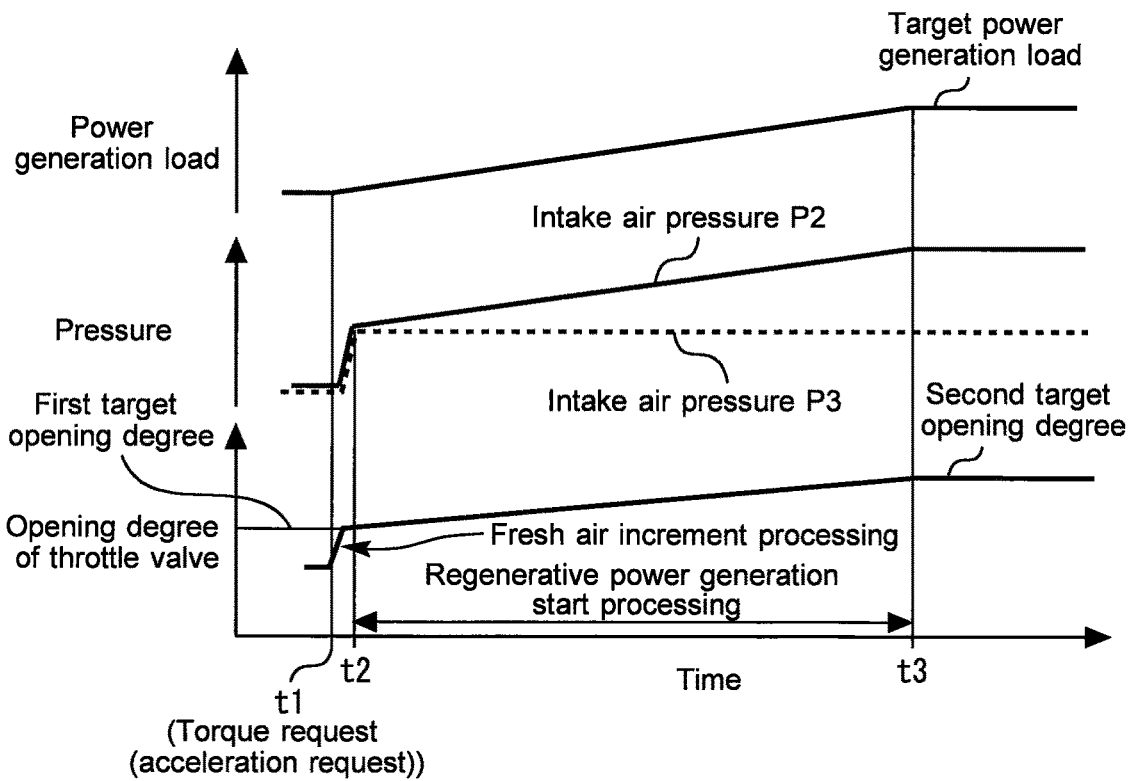 Target power
generation load
Power
generation load
Intake air pressure P2
Pressure
Intake air pressure P3
First target
opening degree
Second target
opening degree
Opening degree
of throttle valve
Fresh air increment processing
Regenerative power generation
start processing
t1
(Torque request
(acceleration request))
t2
Time
t3